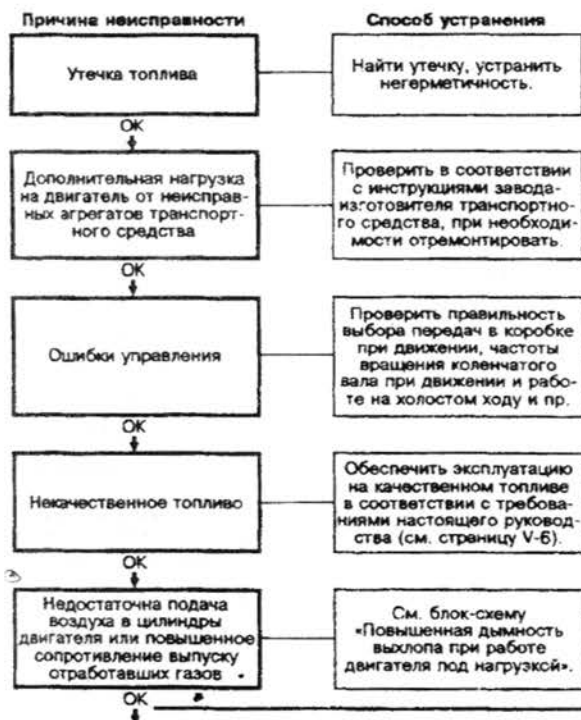 Причина неисправности
Способ устранения
Утечка топлива
Найти утечку, устранить
негерметичность.
ОК
Дополнительная нагрузка
на двигатель от неисправ-
ных агрегатов транспорт-
ного средства
Проверить в соответствии
с инструкциями завода-
изготовителя транспортно-
го средства, при необхо-
димости отремонтировать.
ОК
Ошибки управления
Проверить правильность
выбора передач в коробке
при движении, частоты
вращения коленчатого
вала при движении и рабо-
те на холостом ходу и пр.
ОК
Некачественное топливо
Обеспечить эксплуатацию
на качественном топливе
в соответствии с требова-
ниями настоящего руковод-
ства (см. страницу V-6).
ОК
Недостаточна подача
воздуха в цилиндры
двигателя или повышенное
сопротивление выпуску
отработавших газов
См. блок-схему
«Повышенная дымность
выхлопа при работе
двигателя под нагрузкой».
ОК